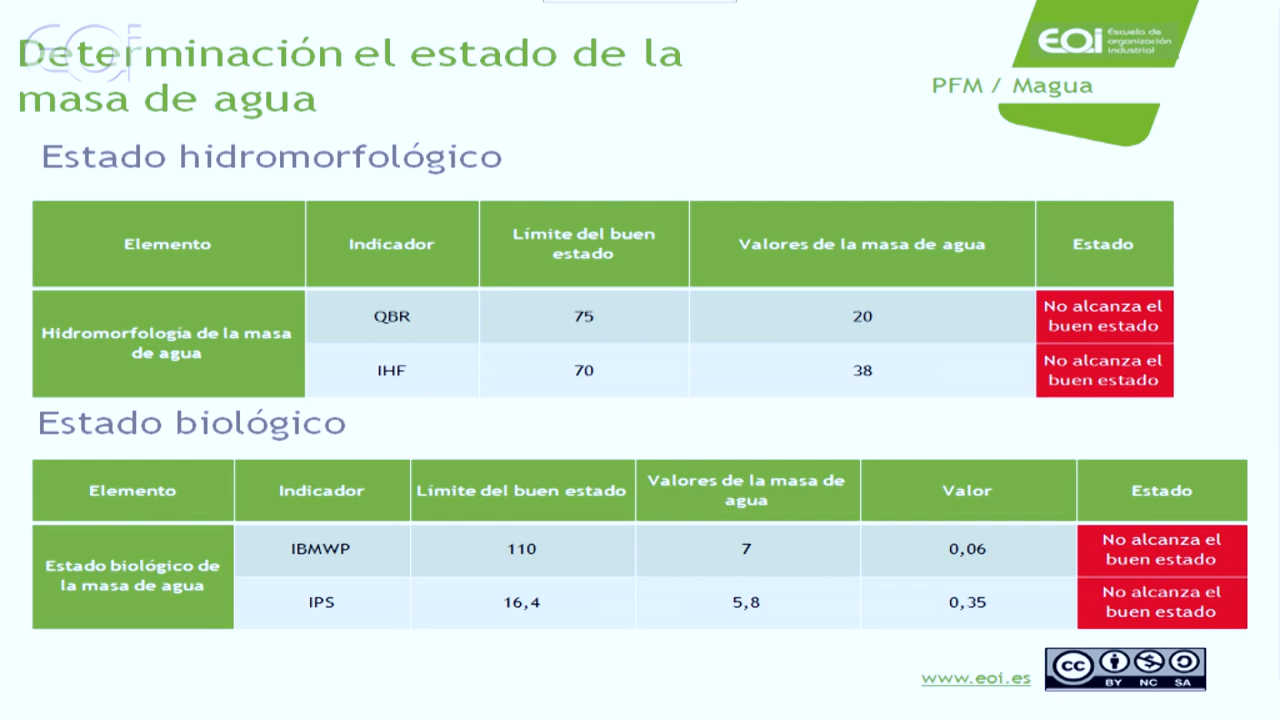 Determinación el estado de la
masa de agua
eoi
Escuela de
organización
industrial
PFM / Magua
Estado hidromorfológico
Elemento
Indicador
Límite del buen
estado
Valores de la masa de agua
Estado
Hidromorfología de la masa
de agua
QBR
75
20
No alcanza el
buen estado
IHF
70
38
No alcanza el
buen estado
Estado biológico
Elemento
Indicador
Límite del buen estado
Valores de la masa de
agua
Valor
Estado
Estado biológico de
la masa de agua
IBMWP
110
7
0,06
No alcanza el
buen estado
IPS
16,4
5,8
0,35
No alcanza el
buen estado
www.eoi.es
cc
BY NC SA